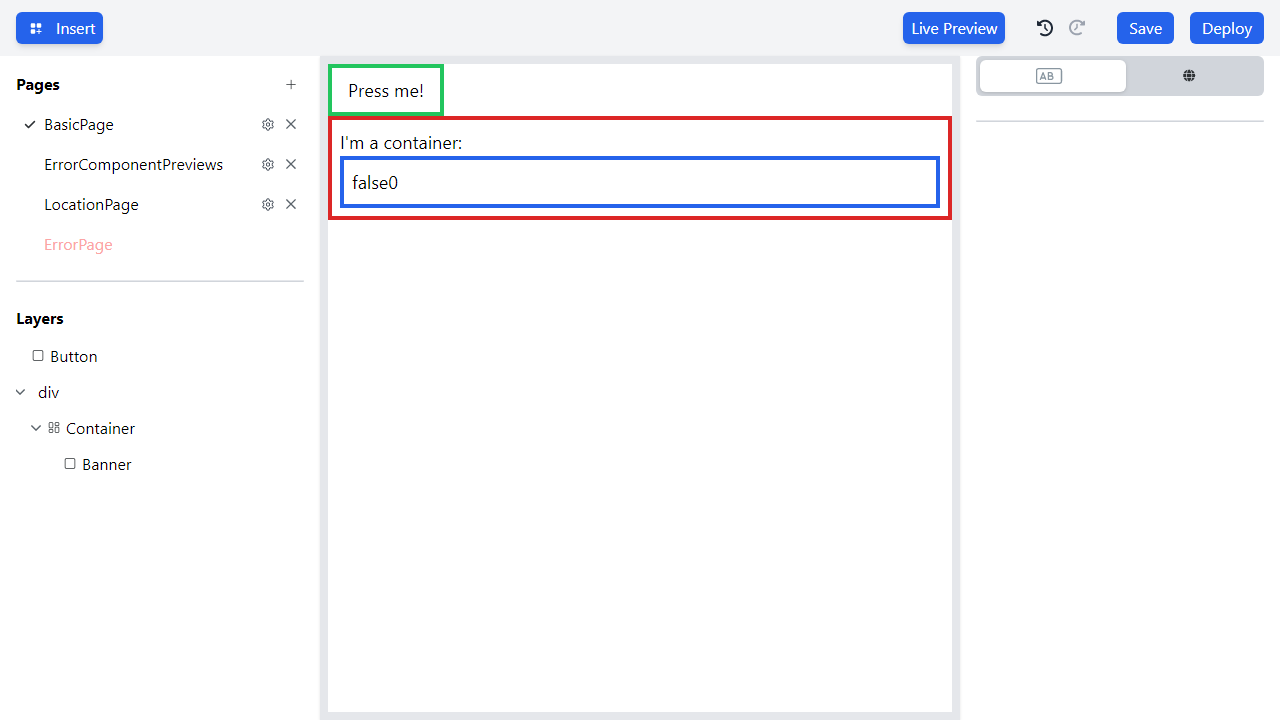 Insert
Live Preview
Save
Deploy
Pages
BasicPage
ErrorComponentPreviews
LocationPage
ErrorPage
Layers
Button
div
Container
Banner
Press me!
I'm a container:
false0
AB